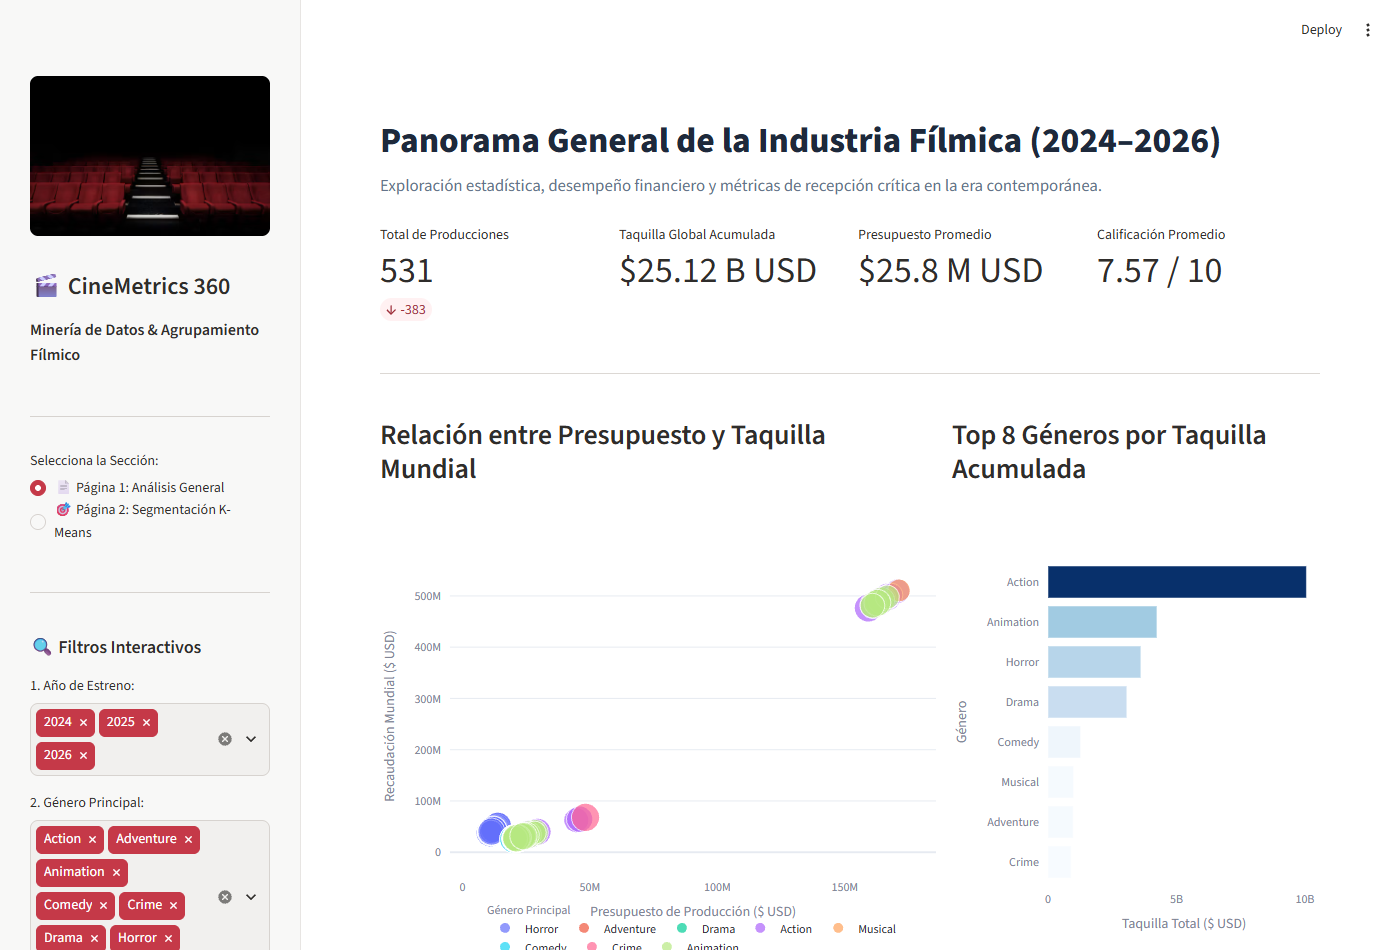 Deploy
CineMetrics 360
Minería de Datos & Agrupamiento
Fílmico
Selecciona la Sección:
Página 1: Análisis General
Página 2: Segmentación K-
Means
Filtros Interactivos
1. Año de Estreno:
2024 × 2025 ×
2026 ×
2. Género Principal:
Action × Adventure ×
Animation ×
Comedy × Crime ×
Drama × Horror ×
Panorama General de la Industria Fílmica (2024–2026)
Exploración estadística, desempeño financiero y métricas de recepción crítica en la era contemporánea.
Total de Producciones
531
↓ -383
Taquilla Global Acumulada
$25.12 B USD
Presupuesto Promedio
$25.8 M USD
Calificación Promedio
7.57 / 10
Relación entre Presupuesto y Taquilla
Mundial
Recaudación Mundial ($ USD)
500M
400M
300M
200M
100M
0
0 50M 100M 150M
Presupuesto de Producción ($ USD)
Género Principal
Horror Adventure Drama Action Musical
Comedy Crime Animation
Top 8 Géneros por Taquilla
Acumulada
Género
Action
Animation
Horror
Drama
Comedy
Musical
Adventure
Crime
0 5B 10B
Taquilla Total ($ USD)